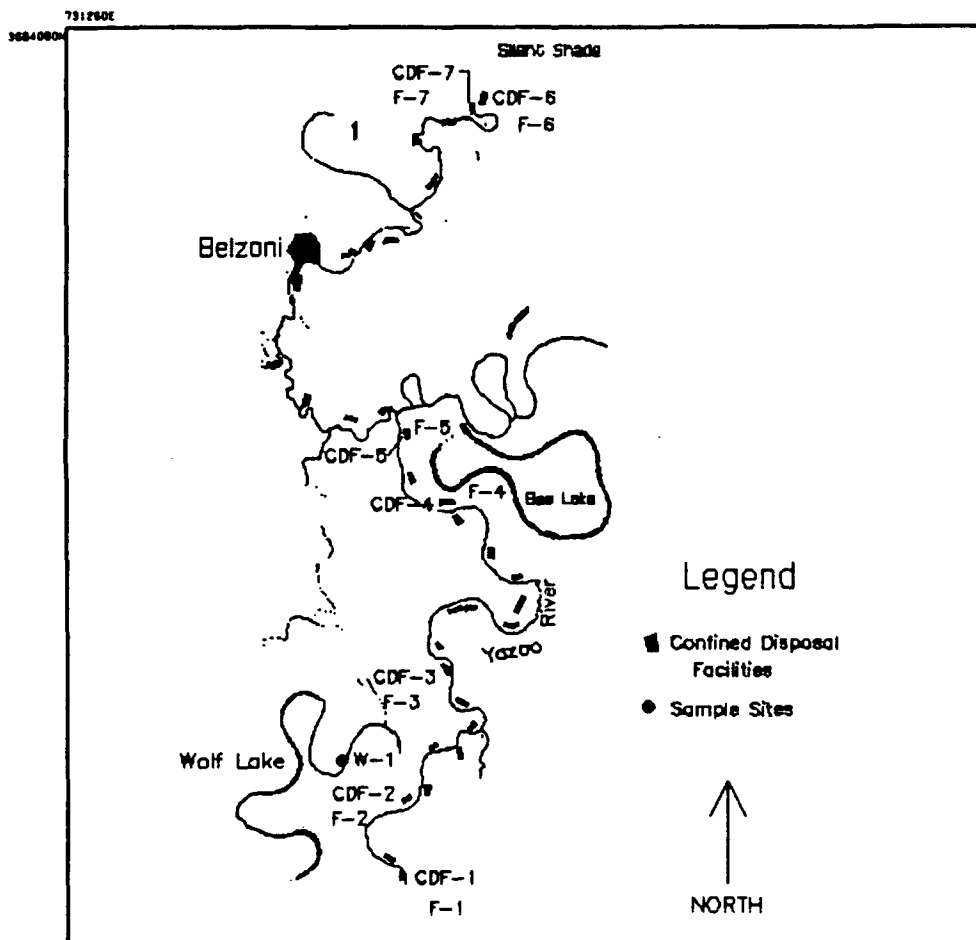 731260E
3684080N
Silent Shade
CDF-7
F-7
CDF-6
F-6
1
Belzoni
F-5
CDF-5
F-4
Bee Lake
CDF-4
River
Yazoo
Legend
Confined Disposal
Facilities
Sample Sites
CDF-3
F-3
Wolf Lake
W-1
CDF-2
F-2
CDF-1
F-1
NORTH